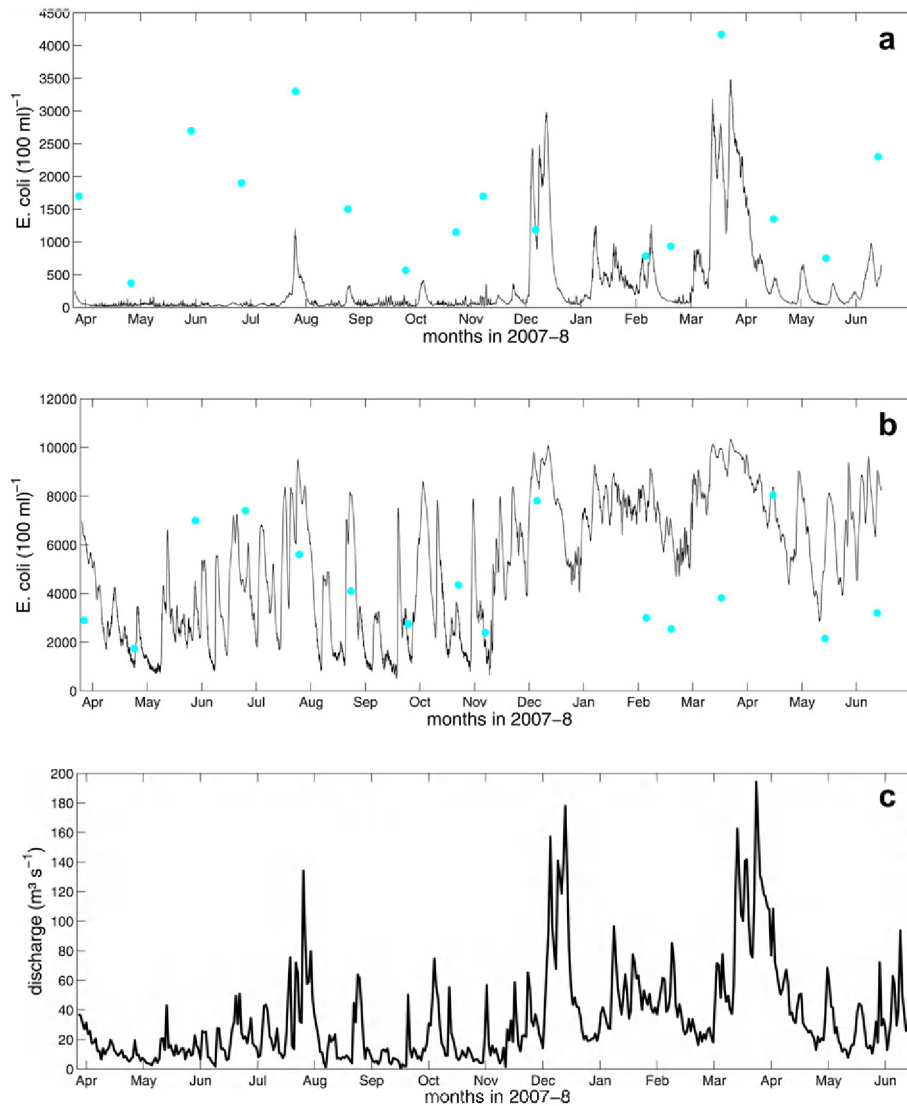 a
4500
4000
3500
3000
2500
2000
1500
1000
500
0
E. coli (100 ml)⁻¹
Apr May Jun Jul Aug Sep Oct Nov Dec Jan Feb Mar Apr May Jun
months in 2007–8
b
12000
10000
8000
6000
4000
2000
0
E. coli (100 ml)⁻¹
Apr May Jun Jul Aug Sep Oct Nov Dec Jan Feb Mar Apr May Jun
months in 2007–8
c
200
180
160
140
120
100
80
60
40
20
0
discharge (m³ s⁻¹)
Apr May Jun Jul Aug Sep Oct Nov Dec Jan Feb Mar Apr May Jun
months in 2007–8